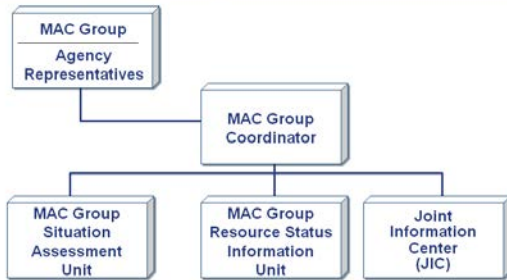 MAC Group
Agency
Representatives
MAC Group
Coordinator
MAC Group
Situation
Assessment
Unit
MAC Group
Resource Status
Information
Unit
Joint
Information
Center
(JIC)